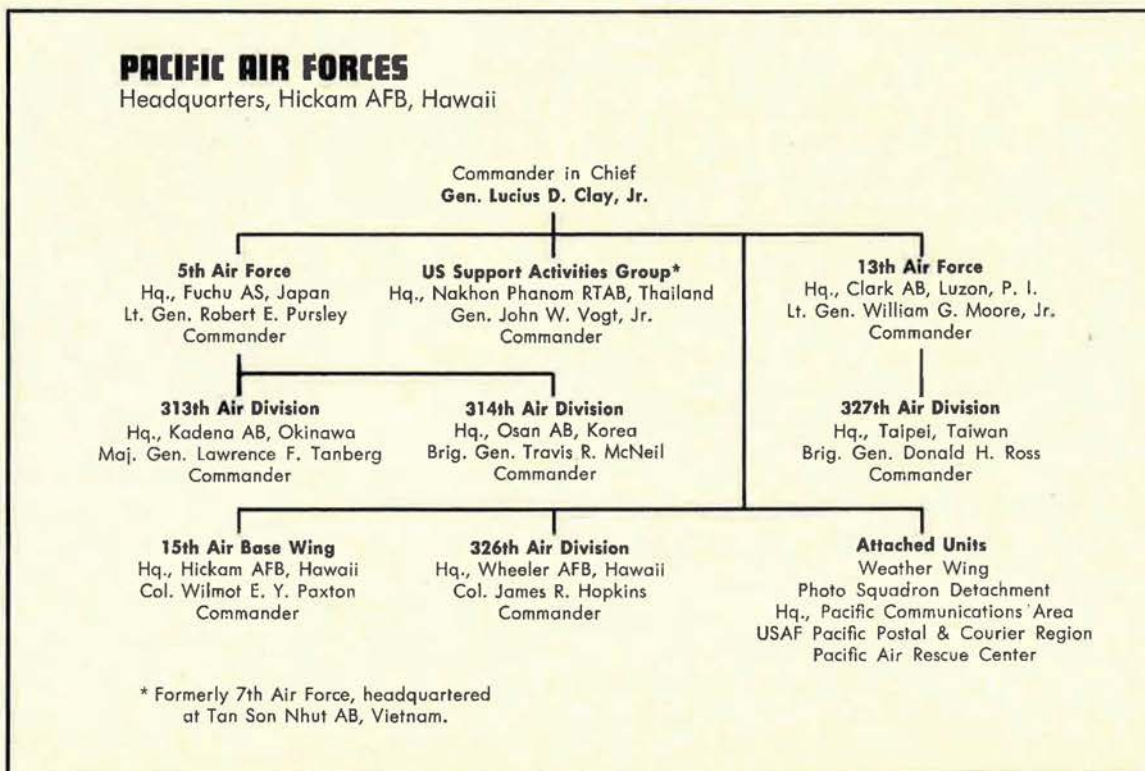 PACIFIC AIR FORCES
Headquarters, Hickam AFB, Hawaii
Commander in Chief
Gen. Lucius D. Clay, Jr.
5th Air Force
Hq., Fuchu AS, Japan
Lt. Gen. Robert E. Pursley
Commander
US Support Activities Group*
Hq., Nakhon Phanom RTAB, Thailand
Gen. John W. Vogt, Jr.
Commander
13th Air Force
Hq., Clark AB, Luzon, P. I.
Lt. Gen. William G. Moore, Jr.
Commander
313th Air Division
Hq., Kadena AB, Okinawa
Maj. Gen. Lawrence F. Tanberg
Commander
314th Air Division
Hq., Osan AB, Korea
Brig. Gen. Travis R. McNeil
Commander
327th Air Division
Hq., Taipei, Taiwan
Brig. Gen. Donald H. Ross
Commander
15th Air Base Wing
Hq., Hickam AFB, Hawaii
Col. Wilmot E. Y. Paxton
Commander
326th Air Division
Hq., Wheeler AFB, Hawaii
Col. James R. Hopkins
Commander
Attached Units
Weather Wing
Photo Squadron Detachment
Hq., Pacific Communications Area
USAF Pacific Postal & Courier Region
Pacific Air Rescue Center
* Formerly 7th Air Force, headquartered
at Tan Son Nhut AB, Vietnam.